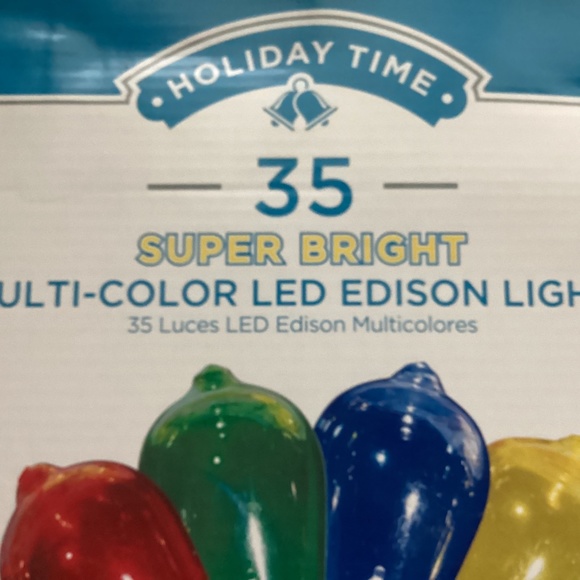 HOLIDAY TIME
35
SUPER BRIGHT
ULTI-COLOR LED EDISON LIGH
35 Luces LED Edison Multicolores